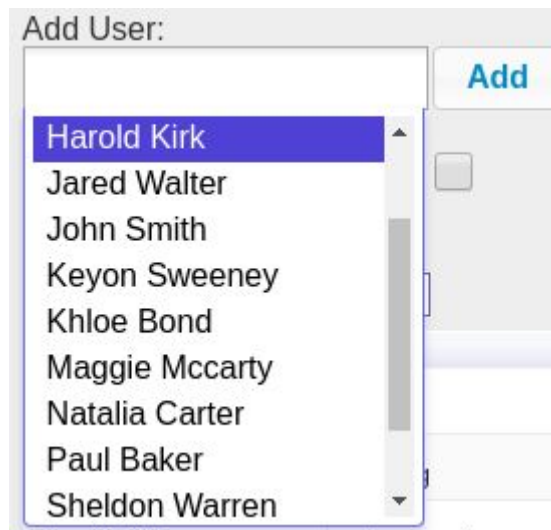 Add User:
Add
Harold Kirk
Jared Walter
John Smith
Keyon Sweeney
Khloe Bond
Maggie Mccarty
Natalia Carter
Paul Baker
Sheldon Warren